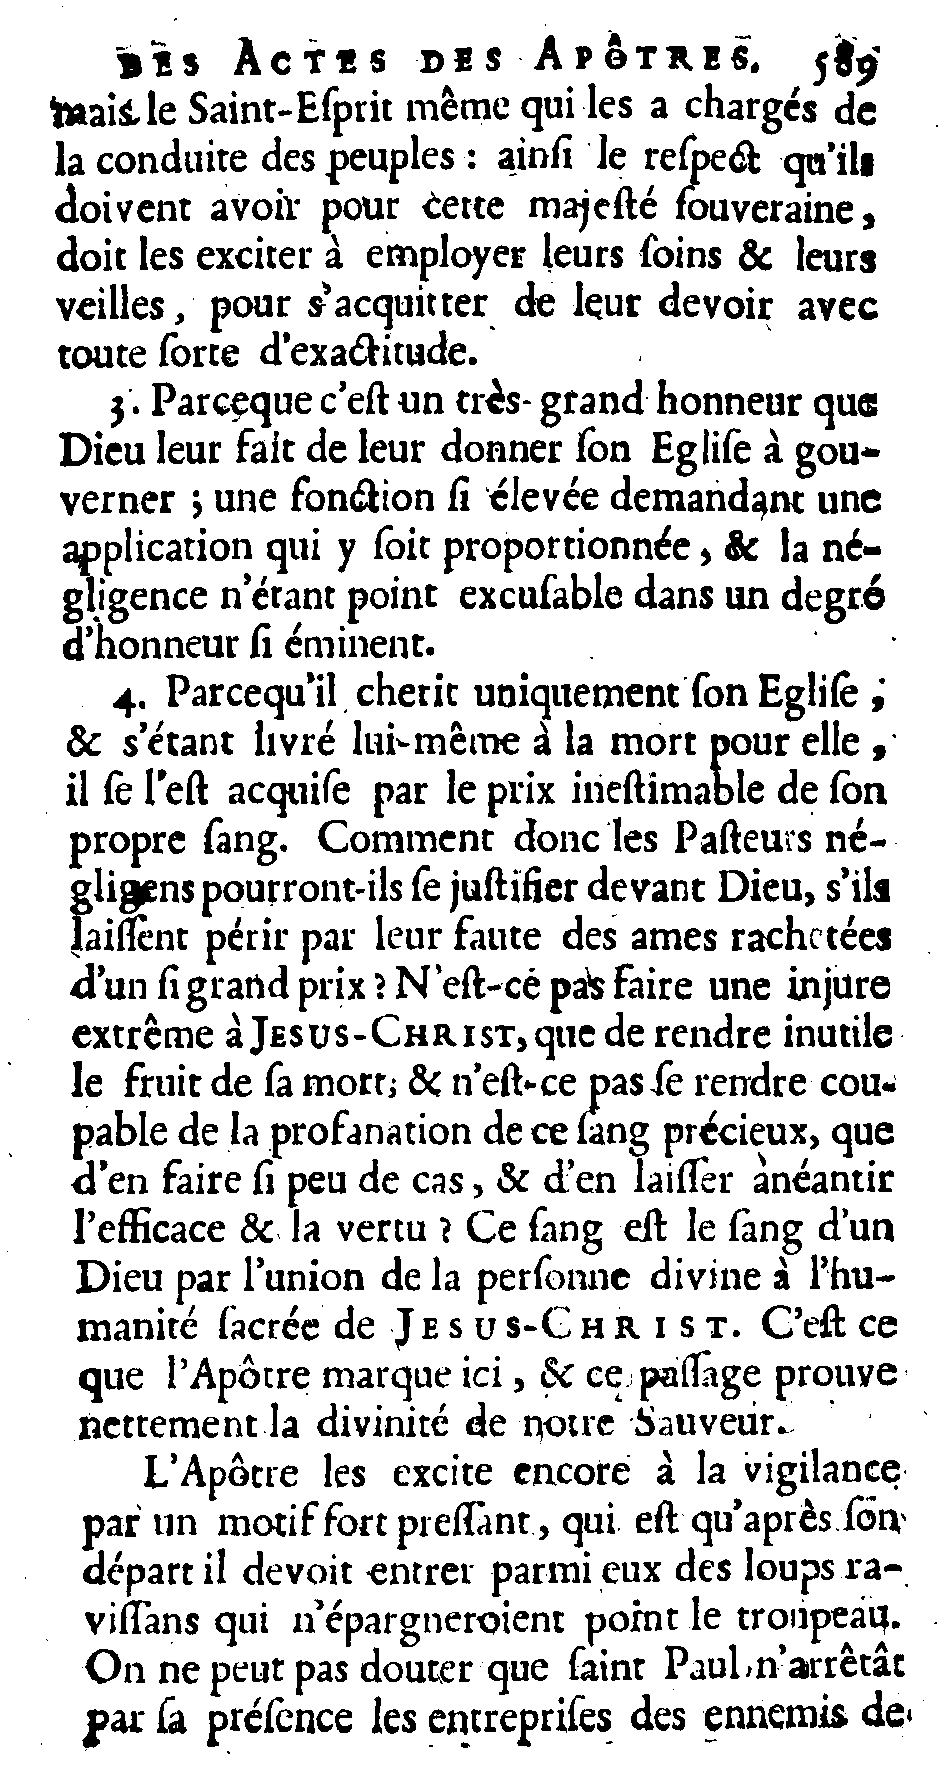 DES ACTES DES APÔTRES. 589
mais le Saint-Eſprit même qui les a chargés de
la conduite des peuples : ainſi le reſpect qu'ils
doivent avoir pour cette majeſté ſouveraine,
doit les exciter à employer leurs ſoins & leurs
veilles, pour s'acquitter de leur devoir avec
toute ſorte d'exactitude.
3. Parceque c'eſt un très-grand honneur que
Dieu leur fait de leur donner ſon Egliſe à gou-
verner ; une fonction ſi élevée demandant une
application qui y ſoit proportionnée, & la né-
gligence n'étant point excuſable dans un degré
d'honneur ſi éminent.
4. Parcequ'il cherit uniquement ſon Egliſe ;
& s'étant livré lui-même à la mort pour elle,
il ſe l'eſt acquiſe par le prix ineſtimable de ſon
propre ſang. Comment donc les Paſteurs né-
gligens pourront-ils ſe juſtifier devant Dieu, s'ils
laiſſent périr par leur faute des ames rachetées
d'un ſi grand prix ? N'eſt-ce pas faire une injure
extrême à JESUS-CHRIST, que de rendre inutile
le fruit de ſa mort ; & n'eſt-ce pas ſe rendre cou-
pable de la profanation de ce ſang précieux, que
d'en faire ſi peu de cas, & d'en laiſſer anéantir
l'efficace & la vertu ? Ce ſang eſt le ſang d'un
Dieu par l'union de la perſonne divine à l'hu-
manité ſacrée de JESUS-CHRIST. C'eſt ce
que l'Apôtre marque ici, & ce paſſage prouve
nettement la divinité de notre Sauveur.
L'Apôtre les excite encore à la vigilance
par un motif fort preſſant, qui eſt qu'après ſon
départ il devoit entrer parmi eux des loups ra-
viſſans qui n'épargneroient point le troupeau.
On ne peut pas douter que ſaint Paul n'arrêtât
par ſa préſence les entrepriſes des ennemis de